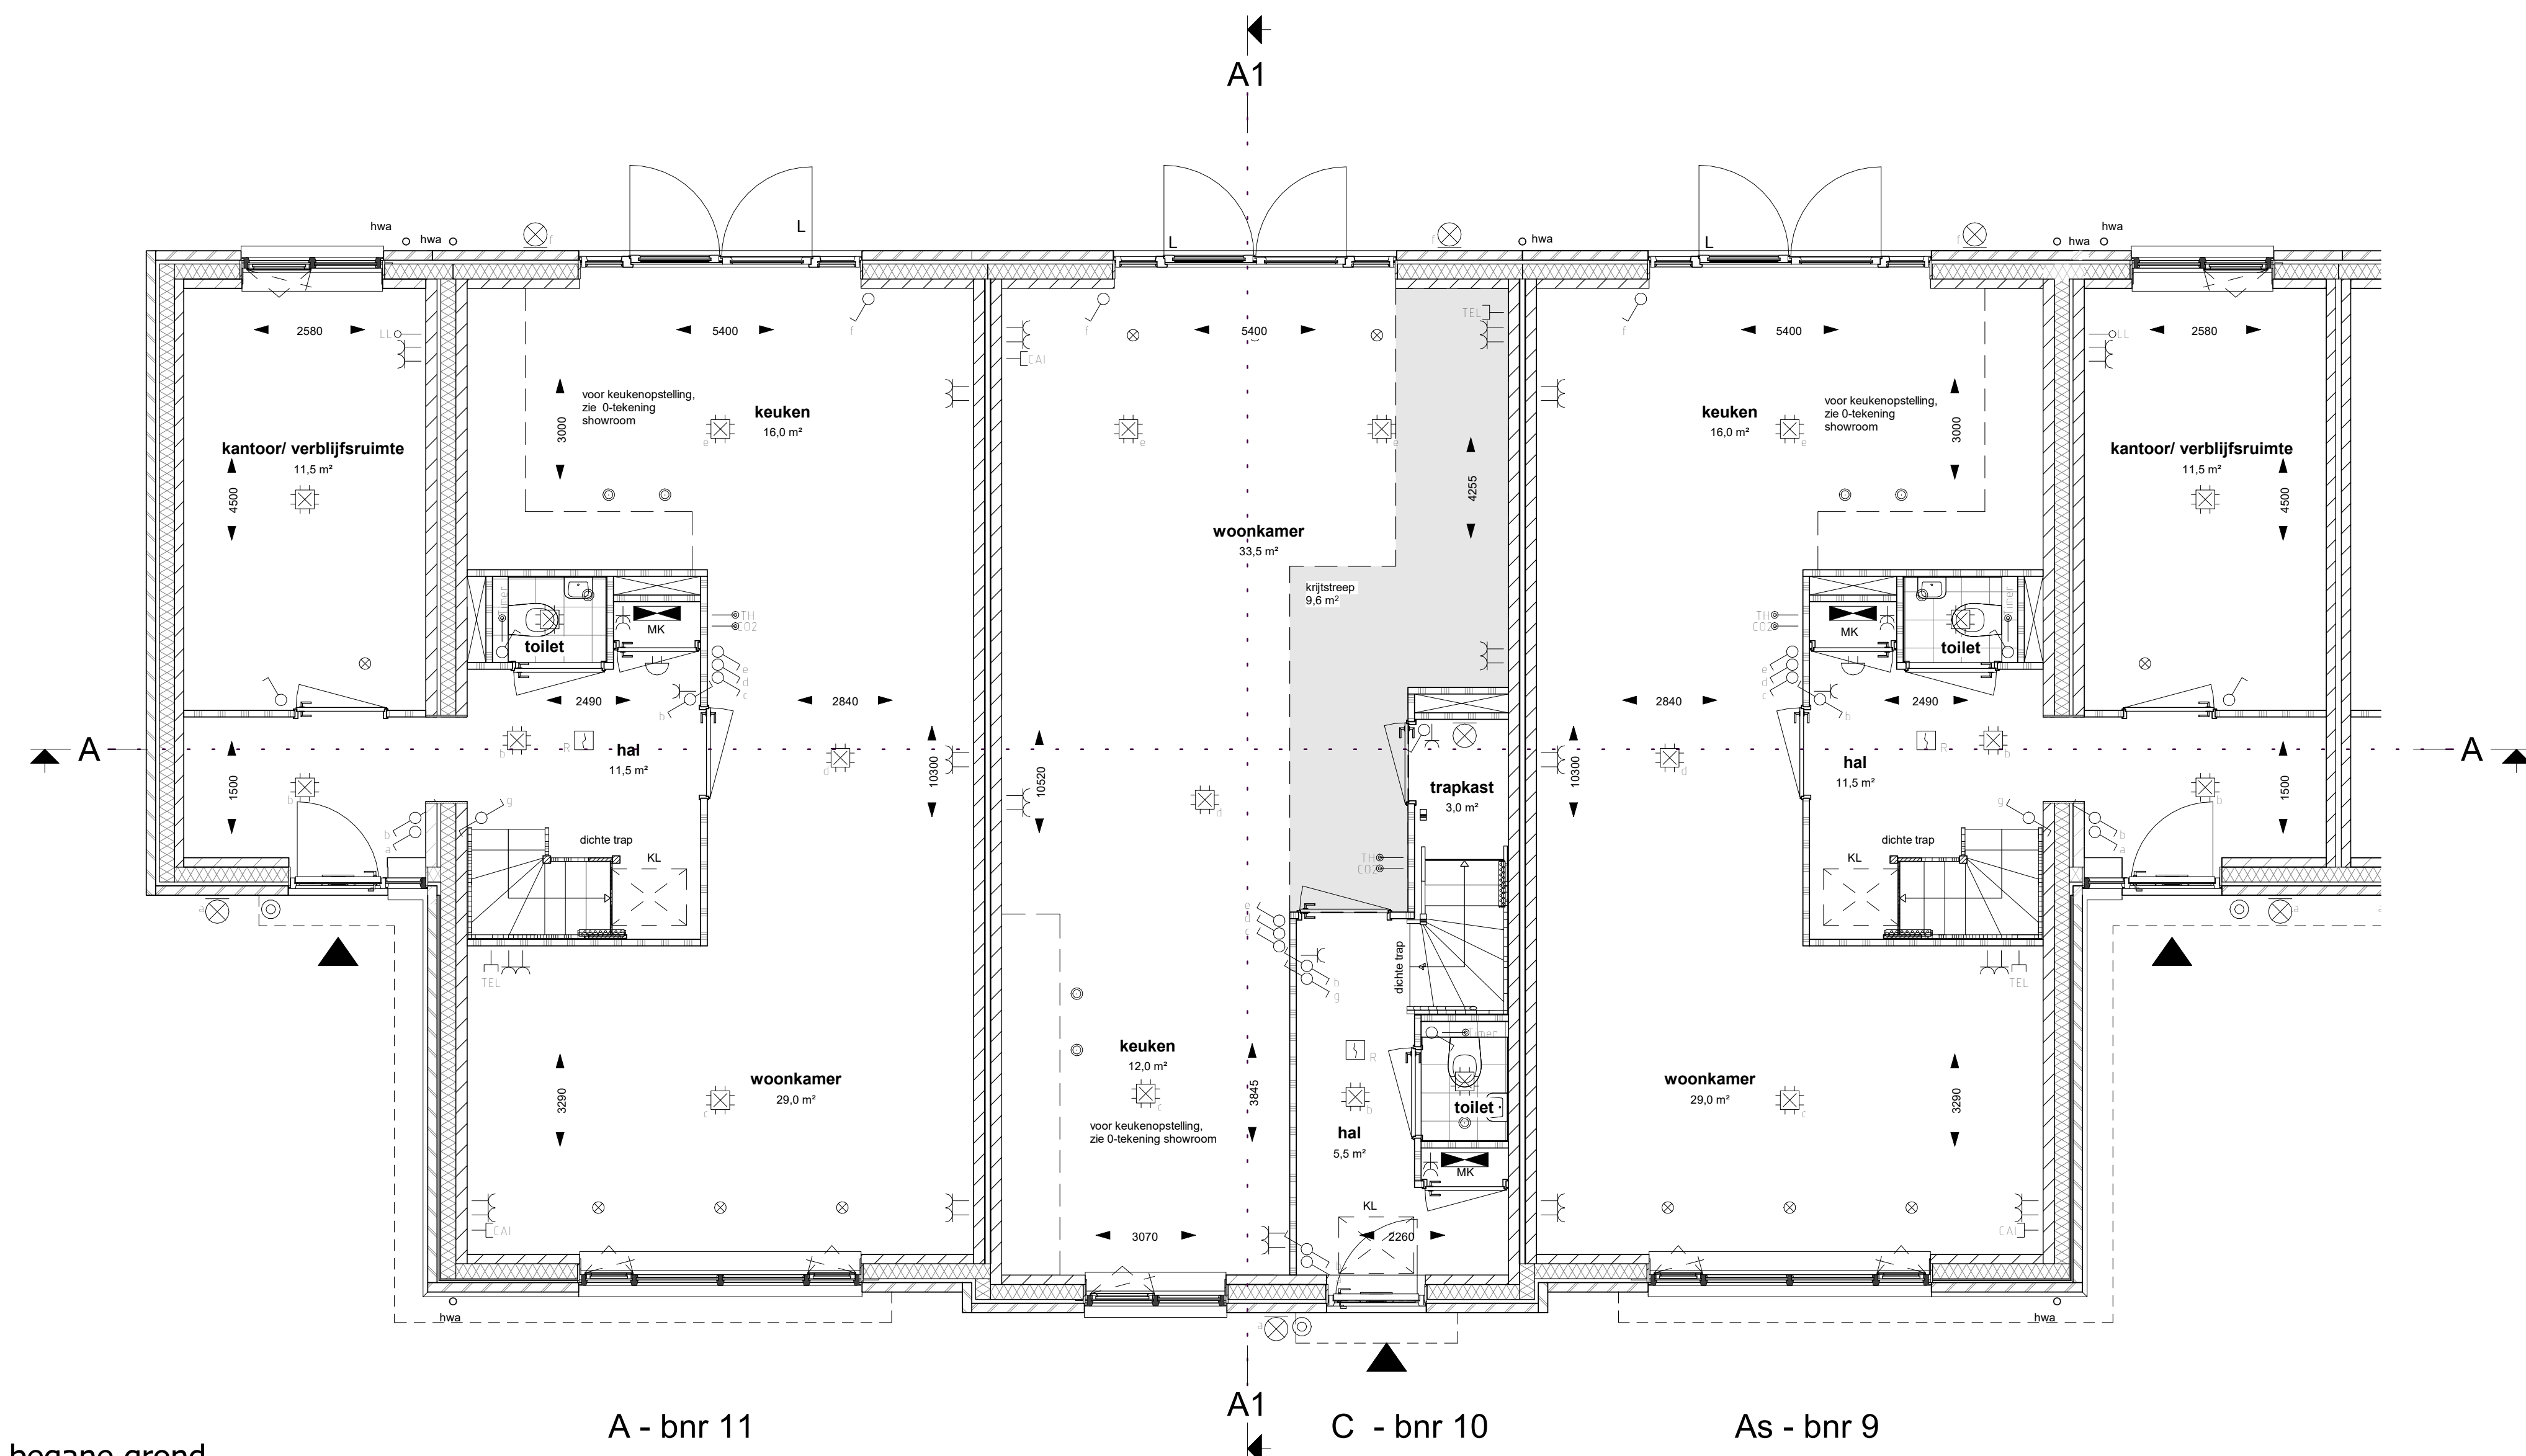 A1
hwa
hwa
L
L
hwa
L
hwa
hwa
f
f
f
2580
LL
5400
f
f
TEL
5400
CAI
f
5400
LL
2580
voor keukenopstelling,
zie 0-tekening
showroom
3000
keuken
16,0 m²
e
e
e
keuken
16,0 m²
e
voor keukenopstelling,
zie 0-tekening
showroom
3000
kantoor/ verblijfsruimte
11,5 m²
4500
4255
kantoor/ verblijfsruimte
11,5 m²
4500
woonkamer
33,5 m²
krijtstreep
9,6 m²
Timer
toilet
MK
TH
CO2
e
d
c
b
2490
2840
TH
CO2
MK
Timer
toilet
e
d
c
b
2840
2490
A
b
R
hal
11,5 m²
d
10300
10520
d
trapkast
3,0 m²
10300
d
hal
11,5 m²
R
b
A
1500
b
b
a
g
dichte trap
KL
TH
CO2
g
b
a
b
dichte trap
KL
1500
a
TEL
e
d
c
b
g
dichte trap
TEL
a
a
3290
woonkamer
29,0 m²
c
keuken
12,0 m²
c
voor keukenopstelling,
zie 0-tekening showroom
3845
R
b
hal
5,5 m²
Timer
toilet
MK
woonkamer
29,0 m²
c
3290
CAI
3070
KL
2260
CAI
hwa
a
hwa
A1
A - bnr 11
C - bnr 10
As - bnr 9
begane grond